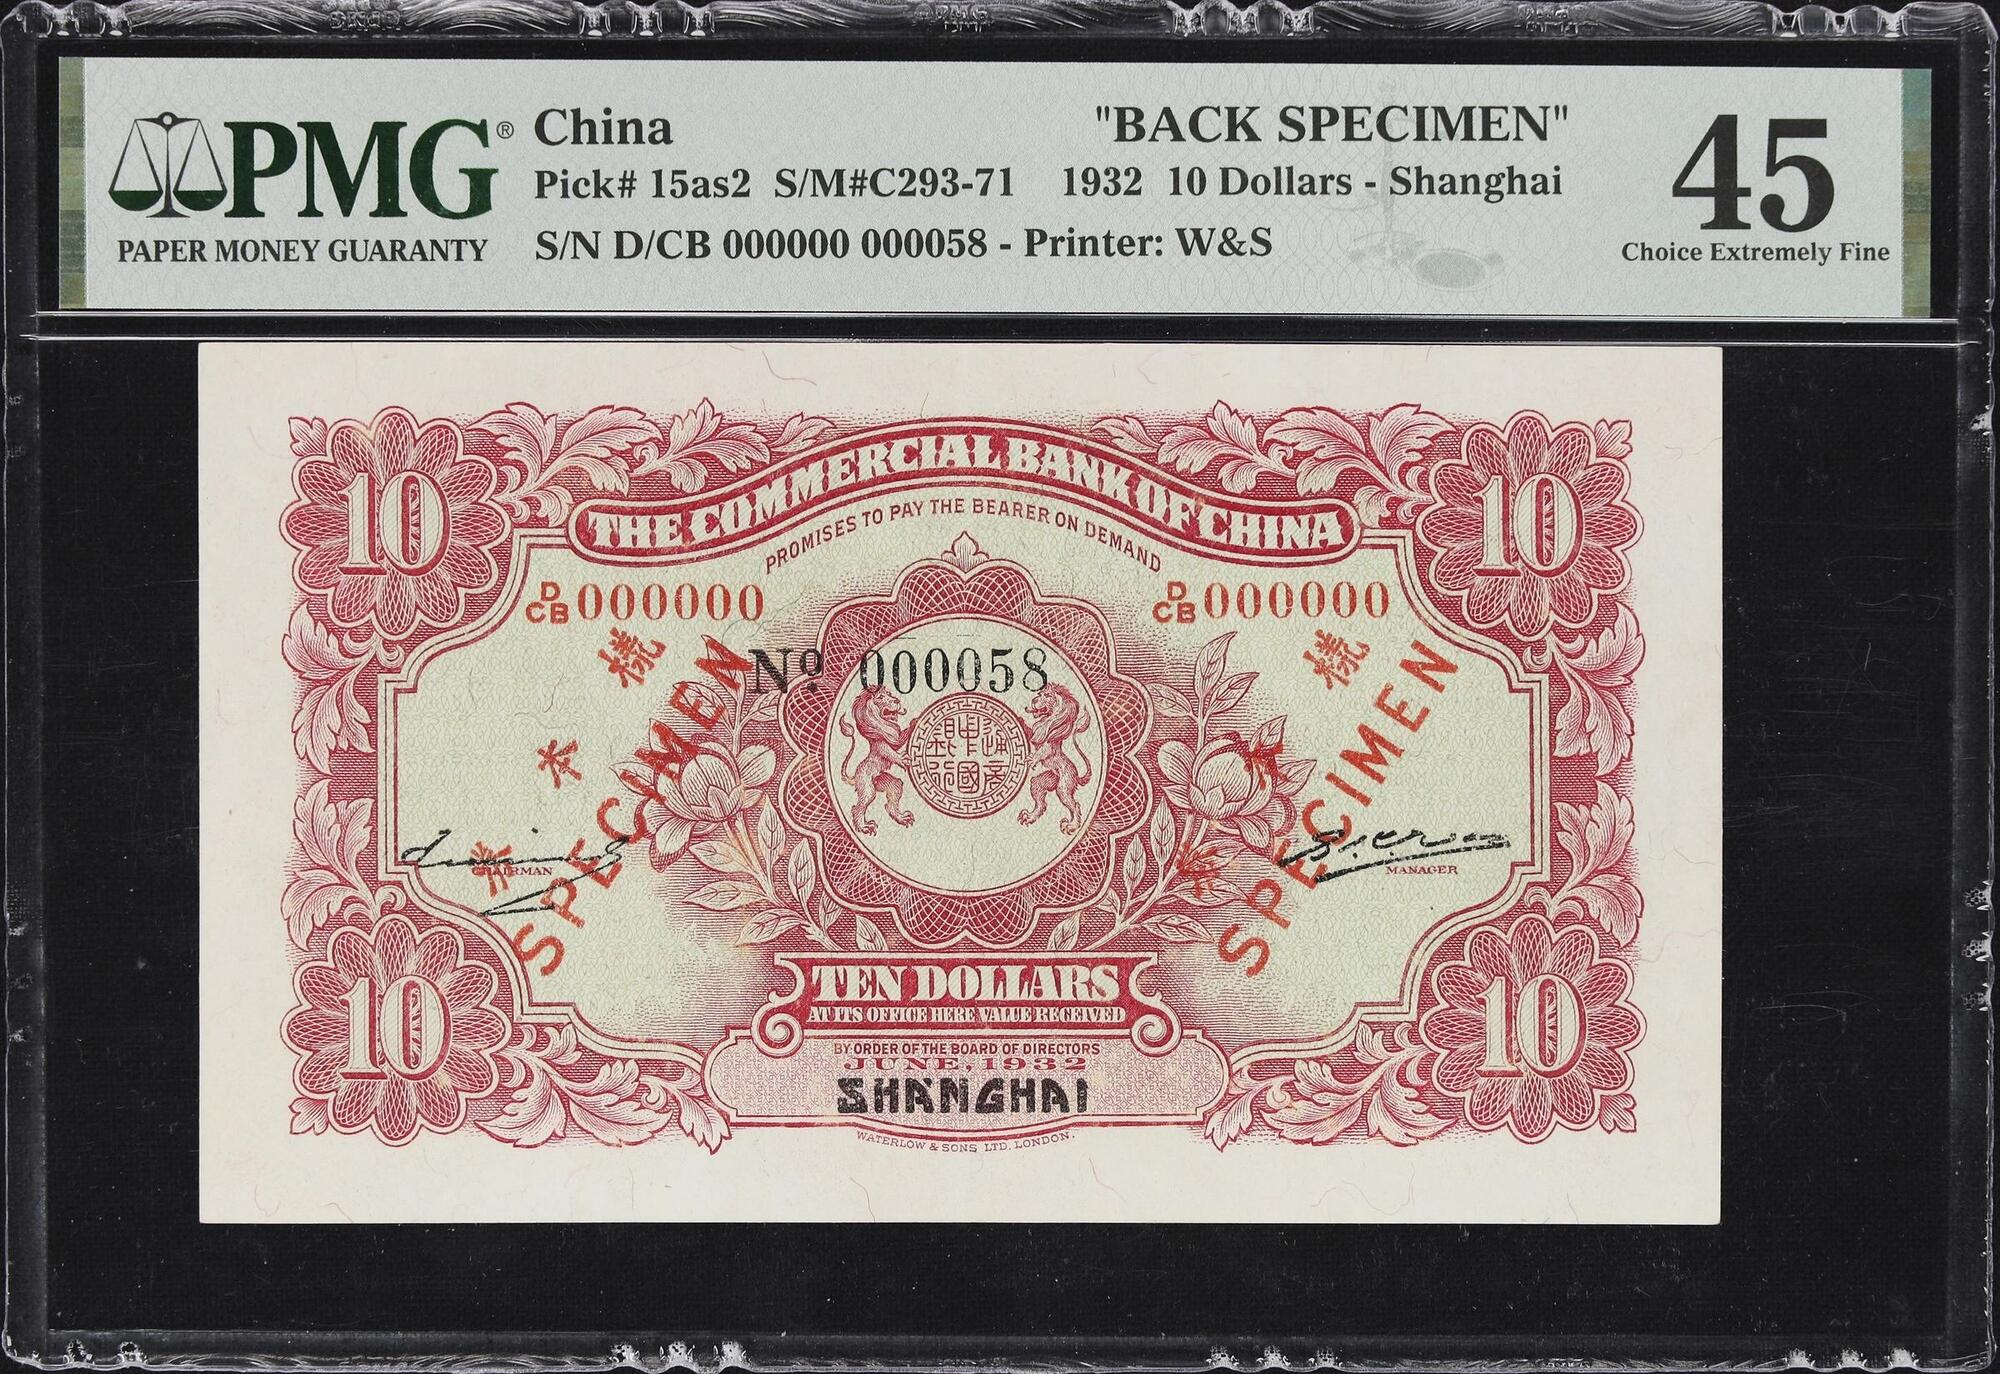 PMG® China "BACK SPECIMEN" 45
Pick# 15as2 S/M#C293-71 1932 10 Dollars - Shanghai
PAPER MONEY GUARANTY S/N D/CB 000000 000058 - Printer: W&S Choice Extremely Fine
THE COMMERCIAL BANK OF CHINA
PROMISES TO PAY THE BEARER ON DEMAND
10 10
D/CB 000000 D/CB 000000
樣 樣
本 本
SPECIMEN SPECIMEN
No. 000058
票 票
CHAIRMAN MANAGER
10 10
TEN DOLLARS
AT ITS OFFICE HERE VALUE RECEIVED
BY ORDER OF THE BOARD OF DIRECTORS
JUNE, 1932
SHANGHAI
WATERLOW & SONS LTD. LONDON.